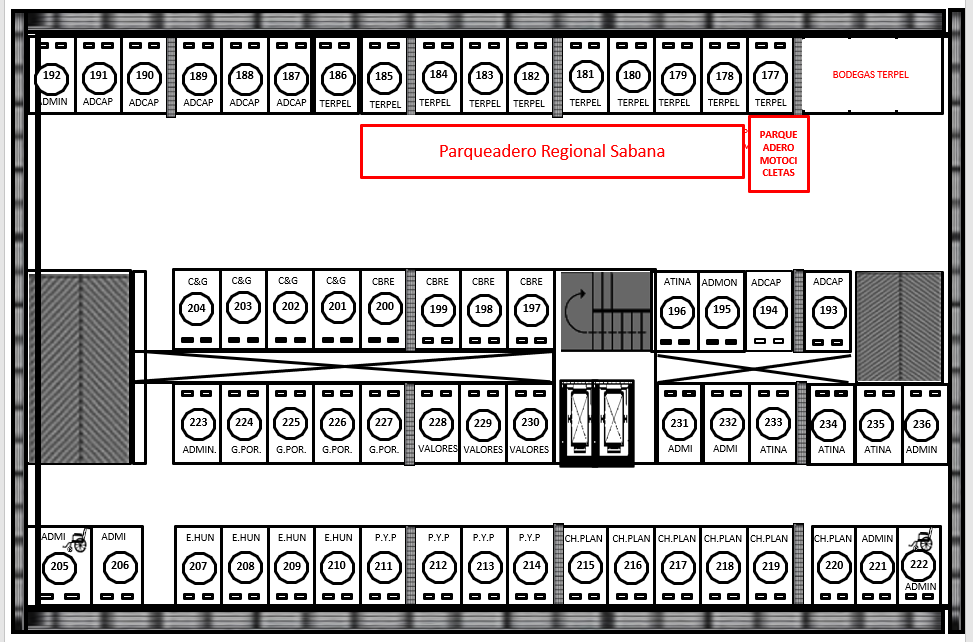 192 191 190 189 188 187 186 185 184 183 182 181 180 179 178 177
ADMIN ADCAP ADCAP ADCAP ADCAP ADCAP TERPEL TERPEL TERPEL TERPEL TERPEL TERPEL TERPEL TERPEL TERPEL TERPEL
BODEGAS TERPEL
Parqueadero Regional Sabana
PARQUE
ADERO
MOTOCI
CLETAS
C&G C&G C&G C&G CBRE CBRE CBRE CBRE ATINA ADMON ADCAP ADCAP
204 203 202 201 200 199 198 197 196 195 194 193
223 224 225 226 227 228 229 230 231 232 233 234 235 236
ADMIN. G.POR. G.POR. G.POR. G.POR. VALORES VALORES VALORES ADMI ADMI ATINA ATINA ATINA ADMIN
ADMI ADMI E.HUN E.HUN E.HUN E.HUN P.Y.P P.Y.P P.Y.P P.Y.P CH.PLAN CH.PLAN CH.PLAN CH.PLAN CH.PLAN CH.PLAN ADMIN
205 206 207 208 209 210 211 212 213 214 215 216 217 218 219 220 221 222
ADMIN